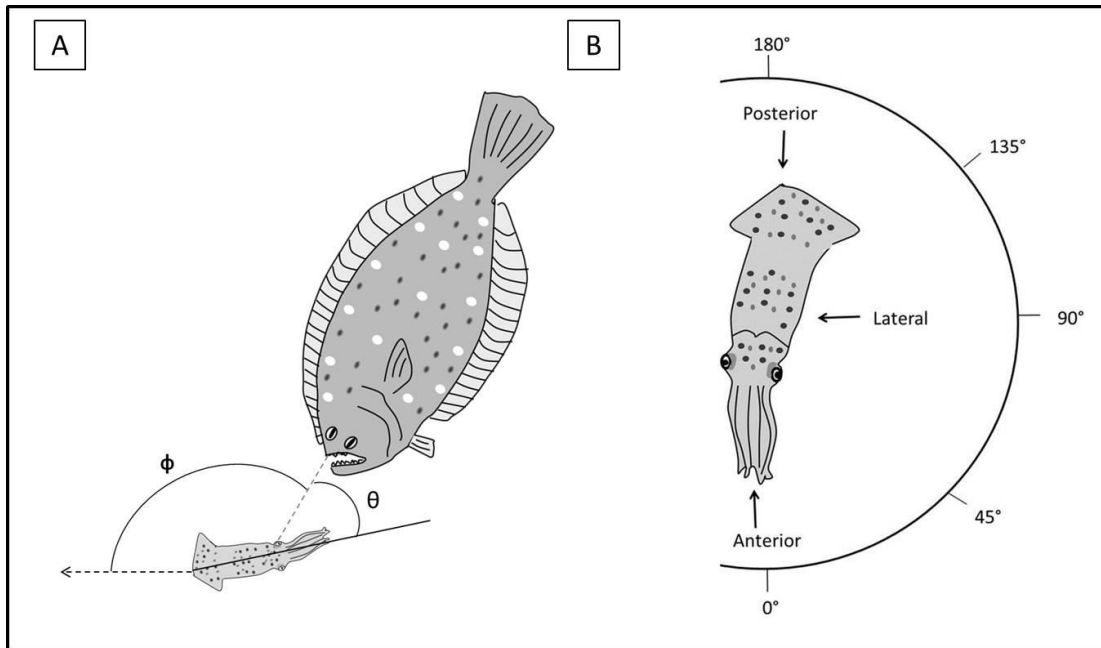 A
ϕ
θ
B
180°
Posterior
135°
Lateral
90°
45°
Anterior
0°